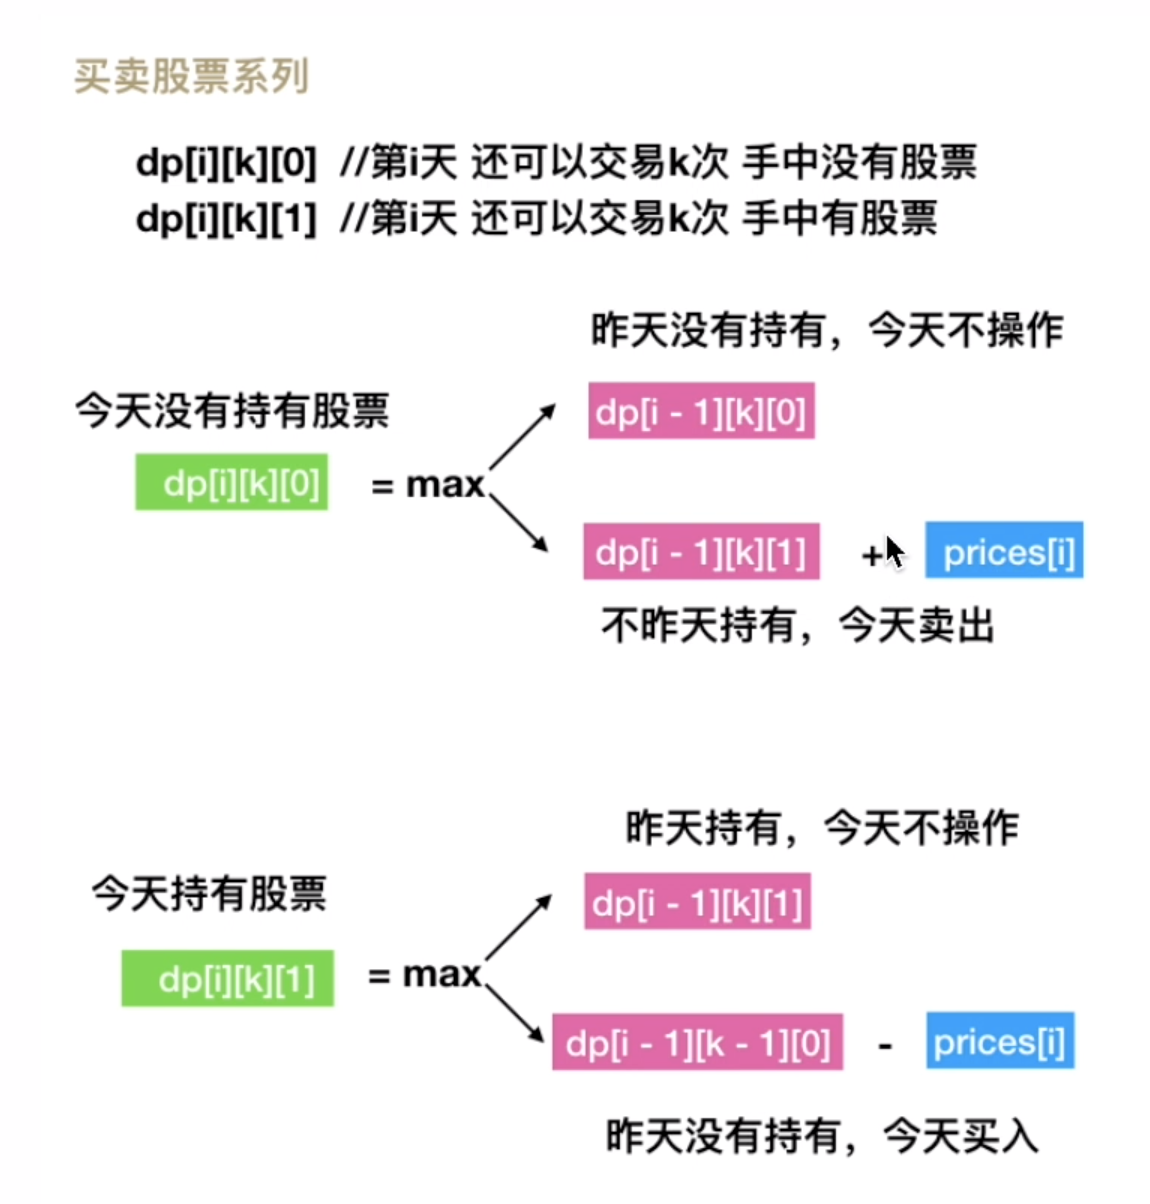 买卖股票系列
dp[i][k][0] //第i天 还可以交易k次 手中没有股票
dp[i][k][1] //第i天 还可以交易k次 手中有股票
昨天没有持有，今天不操作
今天没有持有股票
dp[i - 1][k][0]
dp[i][k][0] = max
dp[i - 1][k][1] + prices[i]
不昨天持有，今天卖出
昨天持有，今天不操作
今天持有股票
dp[i - 1][k][1]
dp[i][k][1] = max
dp[i - 1][k - 1][0] - prices[i]
昨天没有持有，今天买入